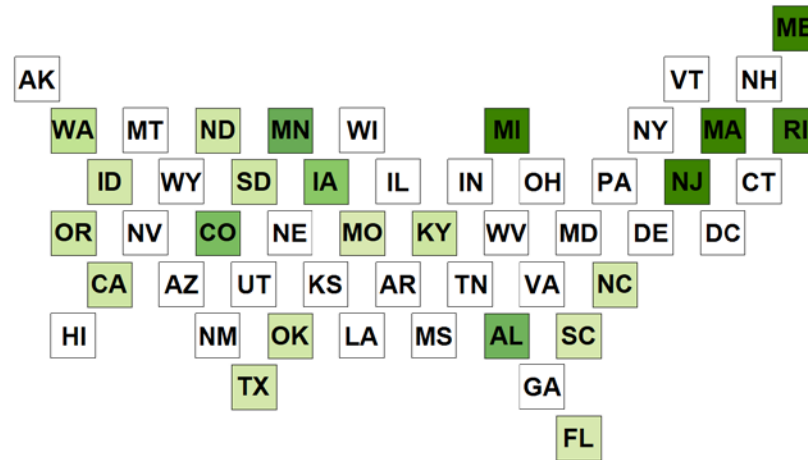 ME
AK VT NH
WA MT ND MN WI MI NY MA RI
ID WY SD IA IL IN OH PA NJ CT
OR NV CO NE MO KY WV MD DE DC
CA AZ UT KS AR TN VA NC
HI NM OK LA MS AL SC
TX GA
FL